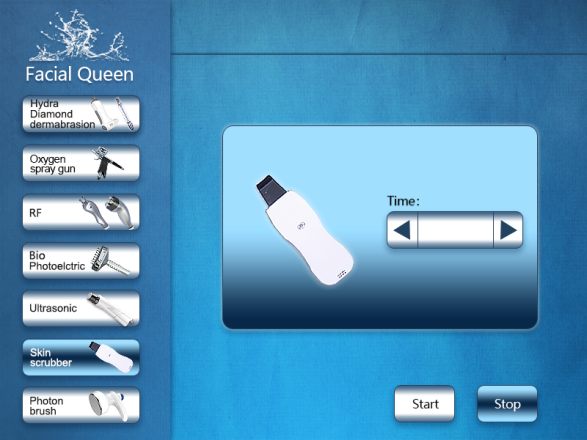 Facial Queen
Hydra
Diamond
dermabrasion
Oxygen
spray gun
RF
Bio
Photoelctric
Ultrasonic
Skin
scrubber
Photon
brush
Time:
Start
Stop